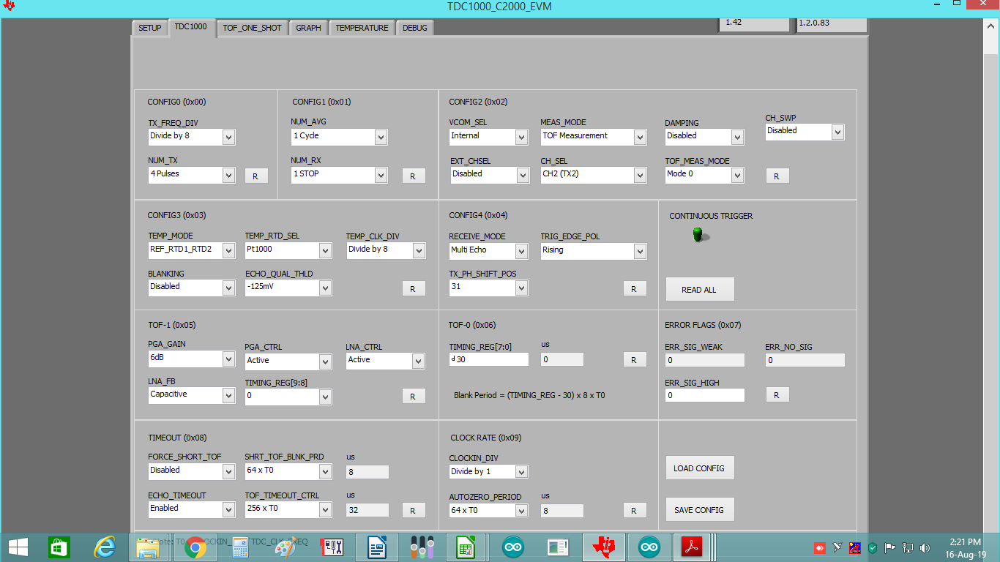 TDC1000_C2000_EVM
SETUP TDC1000 TOF_ONE_SHOT GRAPH TEMPERATURE DEBUG 1.42 1.2.0.83
CONFIG0 (0x00) CONFIG1 (0x01) CONFIG2 (0x02)
TX_FREQ_DIV NUM_AVG VCOM_SEL MEAS_MODE DAMPING CH_SWP
Divide by 8 1 Cycle Internal TOF Measurement Disabled Disabled
NUM_TX NUM_RX EXT_CHSEL CH_SEL TOF_MEAS_MODE
4 Pulses R 1 STOP R Disabled CH2 (TX2) Mode 0 R
CONFIG3 (0x03) CONFIG4 (0x04) CONTINUOUS TRIGGER
TEMP_MODE TEMP_RTD_SEL TEMP_CLK_DIV RECEIVE_MODE TRIG_EDGE_POL
REF_RTD1_RTD2 Pt1000 Divide by 8 Multi Echo Rising
BLANKING ECHO_QUAL_THLD TX_PH_SHIFT_POS
Disabled -125mV R 31 R READ ALL
TOF-1 (0x05) TOF-0 (0x06) ERROR FLAGS (0x07)
PGA_GAIN PGA_CTRL LNA_CTRL TIMING_REG[7:0] us ERR_SIG_WEAK ERR_NO_SIG
6dB Active Active d 30 0 R 0 0
LNA_FB TIMING_REG[9:8] ERR_SIG_HIGH
Capacitive 0 R Blank Period = (TIMING_REG - 30) x 8 x T0 0 R
TIMEOUT (0x08) CLOCK RATE (0x09)
FORCE_SHORT_TOF SHRT_TOF_BLNK_PRD us CLOCKIN_DIV
Disabled 64 x T0 8 Divide by 1 LOAD CONFIG
ECHO_TIMEOUT TOF_TIMEOUT_CTRL us AUTOZERO_PERIOD us
Enabled 256 x T0 32 R 64 x T0 8 R SAVE CONFIG
2:21 PM
16-Aug-19